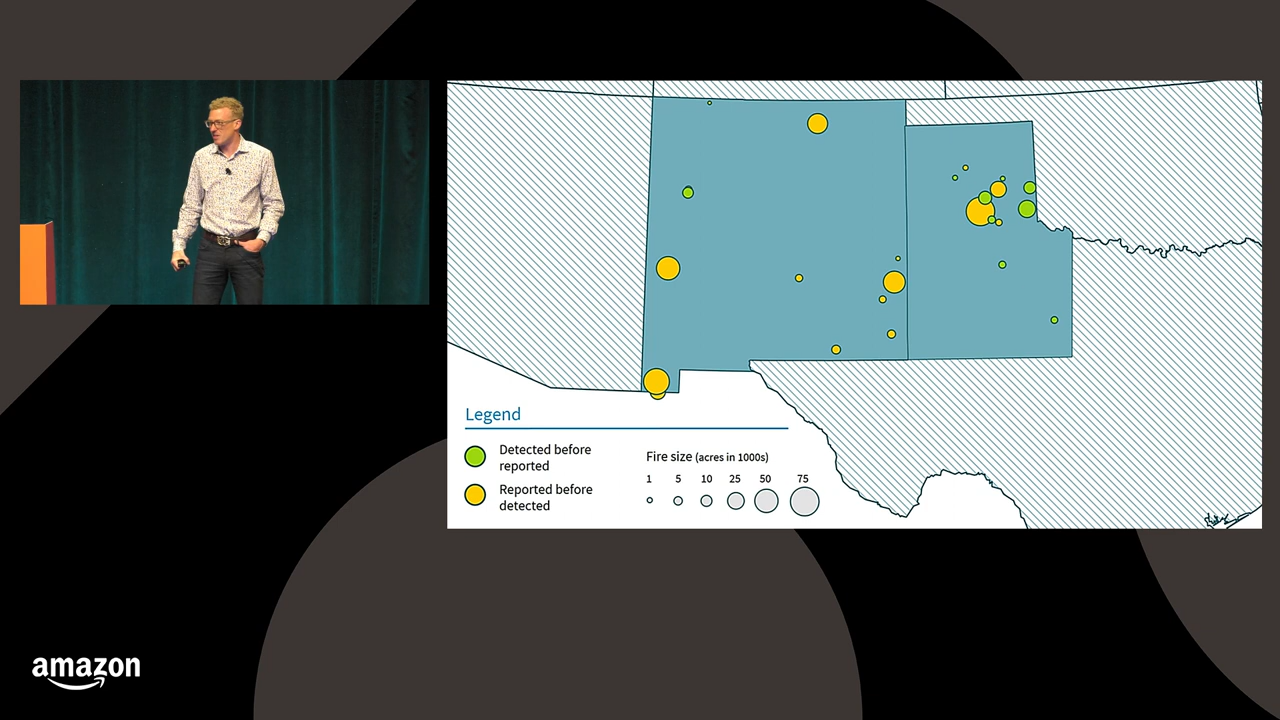 Legend
Detected before
reported
Reported before
detected
Fire size (acres in 1000s)
1 5 10 25 50 75
amazon